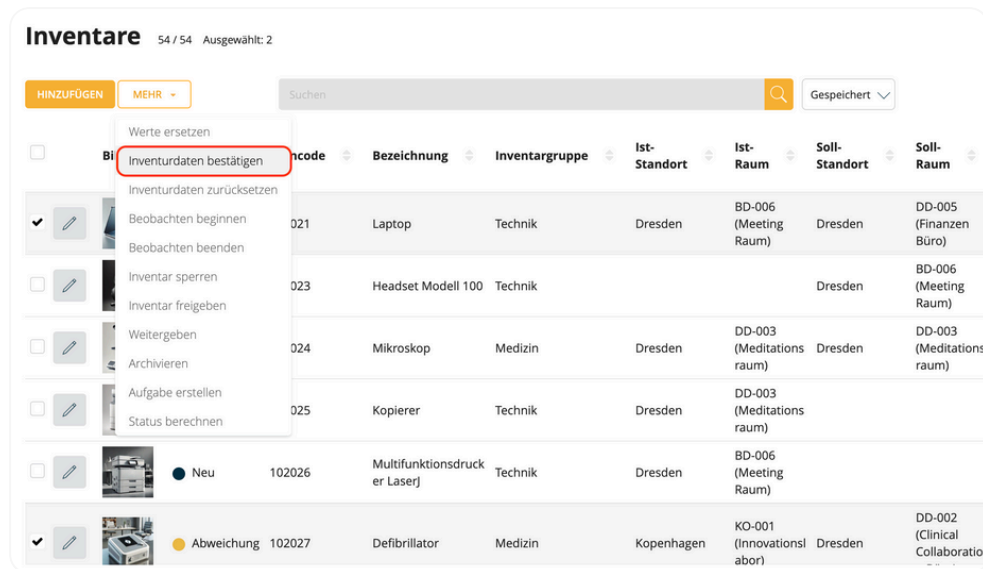 Inventare 54 / 54 Ausgewählt: 2
HINZUFÜGEN MEHR Suchen Gespeichert
Werte ersetzen
Inventurdaten bestätigen
Inventurdaten zurücksetzen
Beobachten beginnen
Beobachten beenden
Inventar sperren
Inventar freigeben
Weitergeben
Archivieren
Aufgabe erstellen
Status berechnen
Bezeichnung Inventargruppe
Ist-
Standort
Ist-
Raum
Soll-
Standort
Soll-
Raum
021 Laptop Technik Dresden
BD-006
(Meeting
Raum)
Dresden
DD-005
(Finanzen
Büro)
023 Headset Modell 100 Technik Dresden
BD-006
(Meeting
Raum)
024 Mikroskop Medizin Dresden
DD-003
(Meditations
raum)
Dresden
DD-003
(Meditations
raum)
025 Kopierer Technik Dresden
DD-003
(Meditations
raum)
Neu 102026
Multifunktionsdruck
er LaserJ
Technik Dresden
BD-006
(Meeting
Raum)
Abweichung 102027 Defibrillator Medizin Kopenhagen
KO-001
(Innovationsl
abor)
Dresden
DD-002
(Clinical
Collaboratio